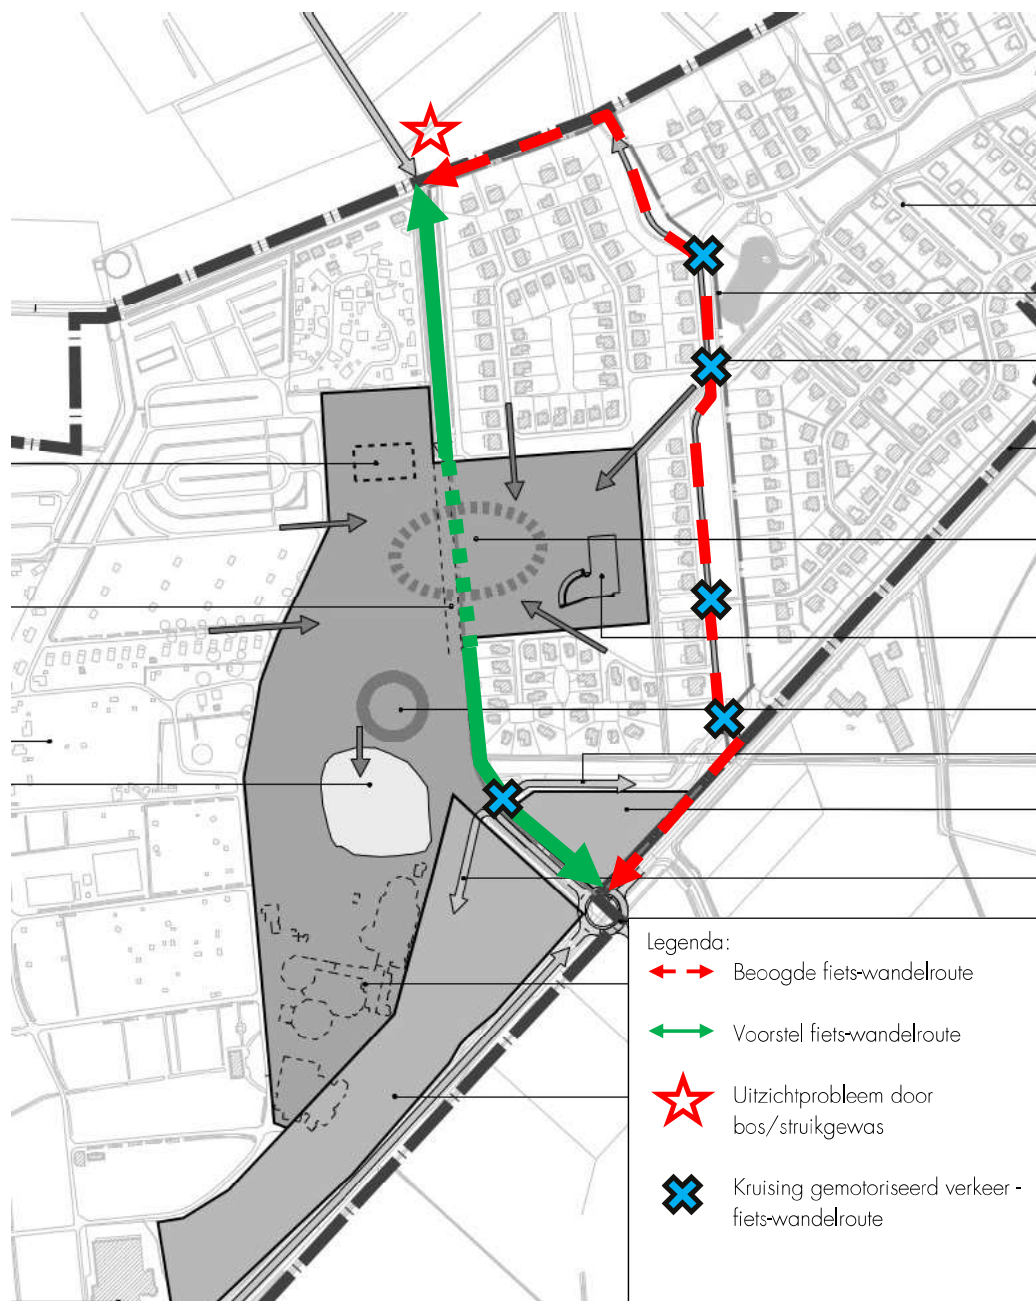 Legenda:
Beoogde fiets-wandelroute
Voorstel fiets-wandelroute
Uitzichtprobleem door
bos/struikgewas
Kruising gemotoriseerd verkeer -
fiets-wandelroute